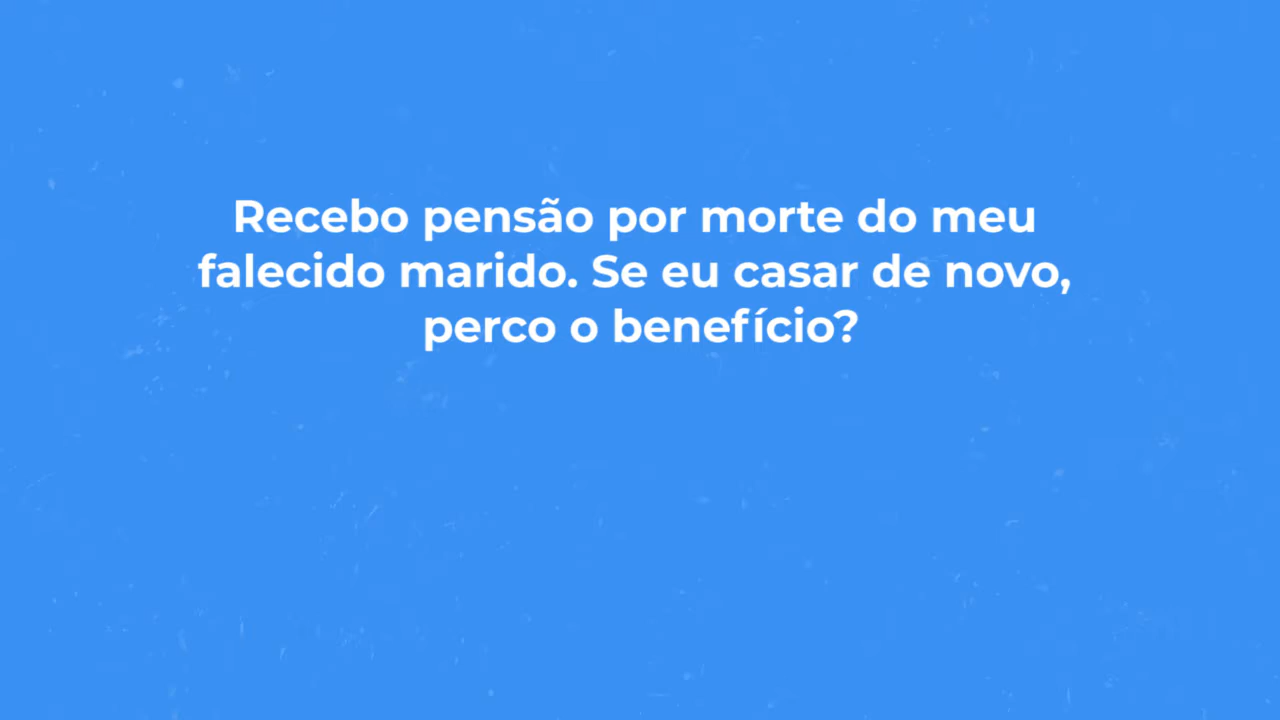 Recebo pensão por morte do meu
falecido marido. Se eu casar de novo,
perco o benefício?